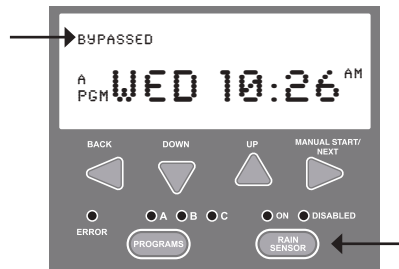 BYPASSED
A
PGM WED 10:26 AM
BACK DOWN UP MANUAL START/
NEXT
A B C ON DISABLED
ERROR
PROGRAMS RAIN
SENSOR